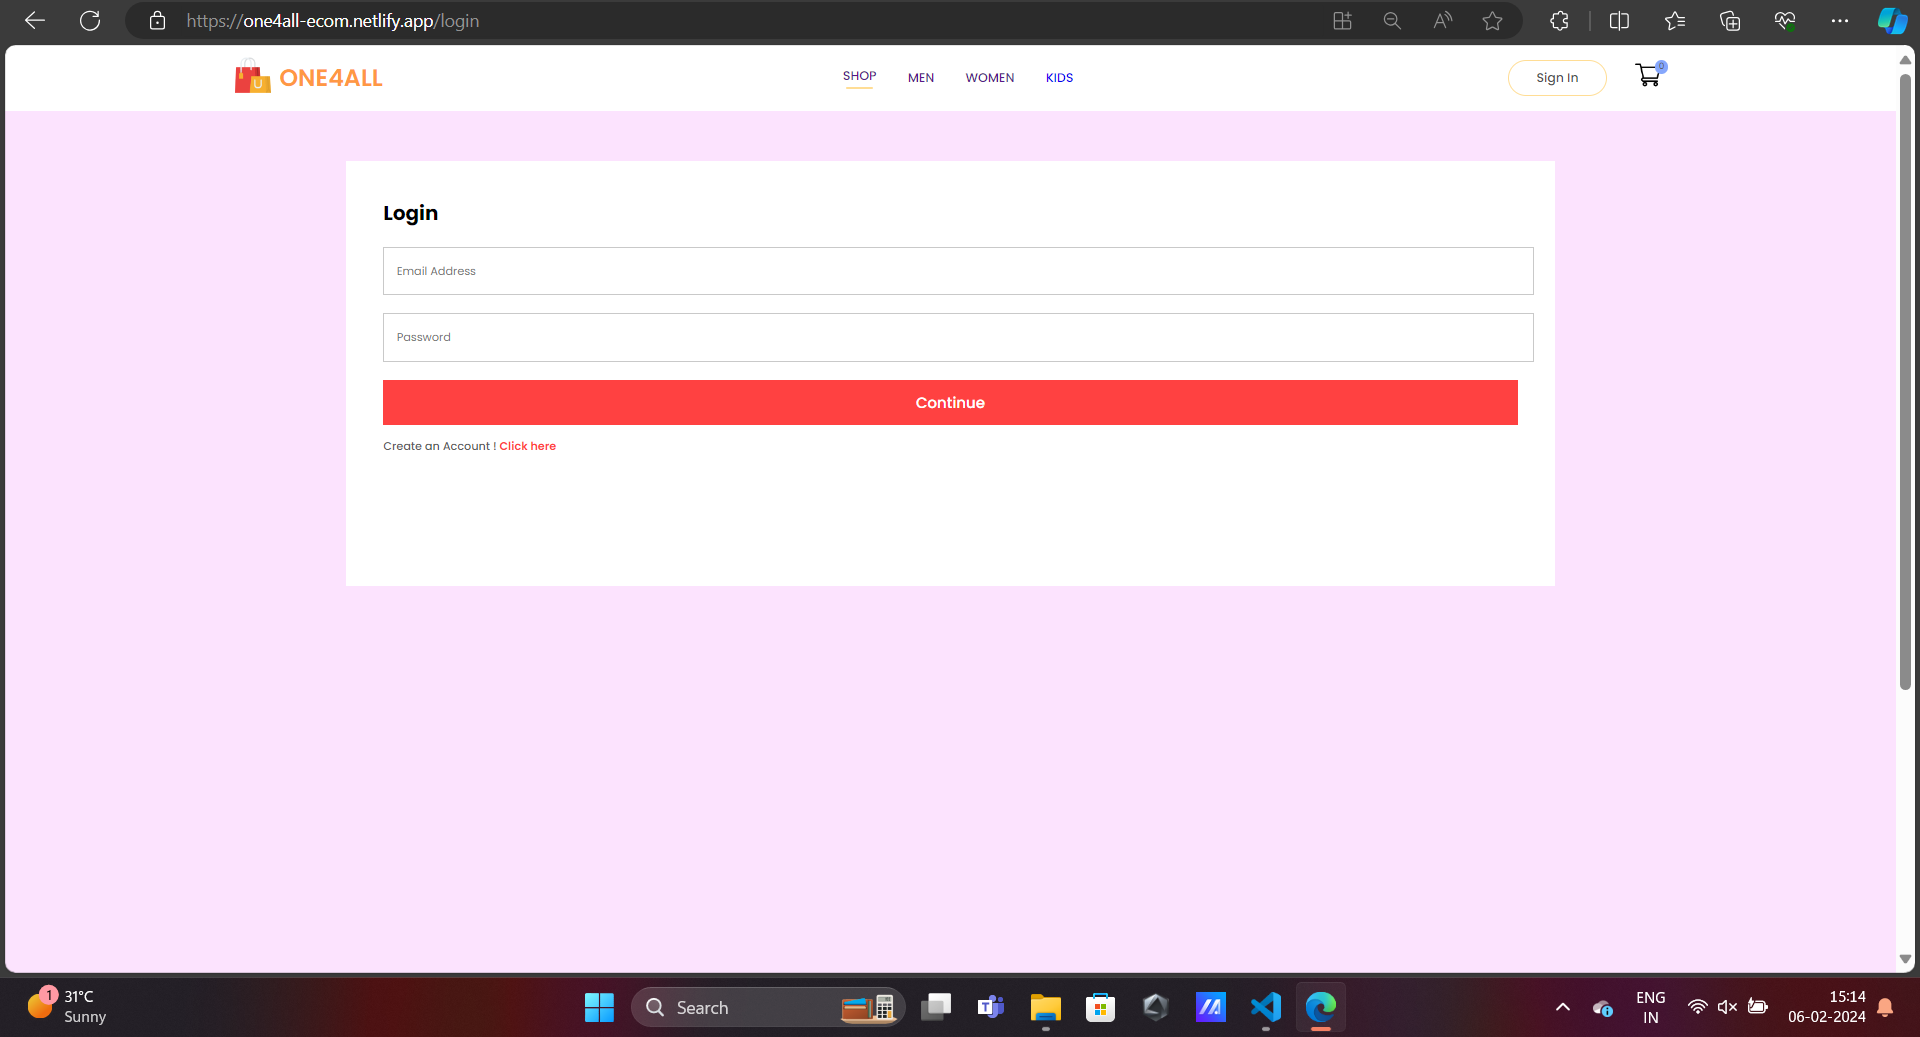 https://one4all-ecom.netlify.app/login
ONE4ALL
SHOP
MEN
WOMEN
KIDS
Sign In
0
Login
Email Address
Password
Continue
Create an Account ! Click here
1
31°C
Sunny
Search
ENG
IN
15:14
06-02-2024